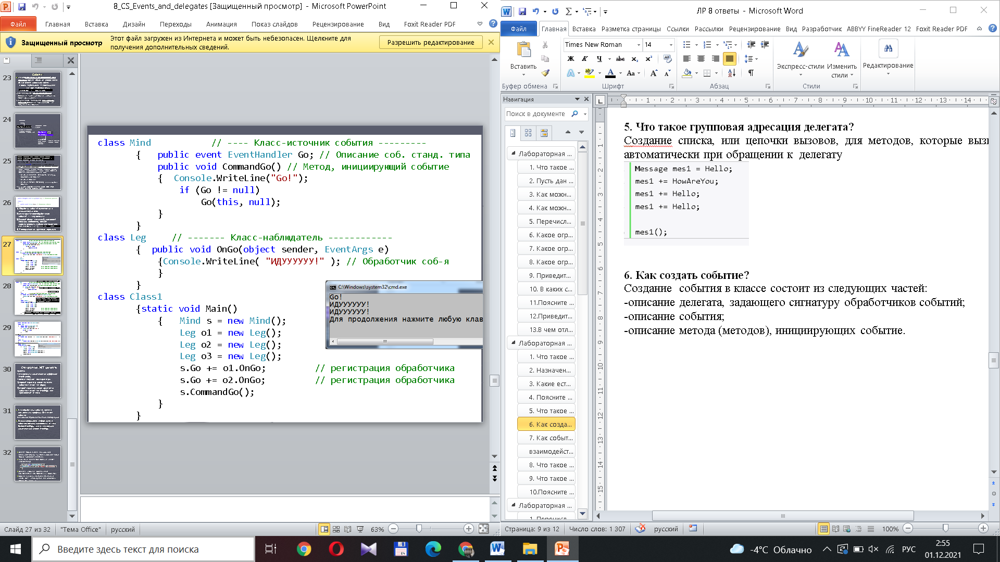 8_CS_Events_and_delegates [Защищенный просмотр] - Microsoft PowerPoint
Файл Главная Вставка Дизайн Переходы Анимация Показ слайдов Рецензирование Вид Foxit Reader PDF
Защищенный просмотр Этот файл загружен из Интернета и может быть небезопасен. Щелкните для
получения дополнительных сведений.
Разрешить редактирование
23
24
25
26
27
28
29
30
31
32
class Mind // ---- Класс-источник события ---------
{ public event EventHandler Go; // Описание соб. станд. типа
public void CommandGo() // Метод, инициирующий событие
{ Console.WriteLine("Go!");
if (Go != null)
Go(this, null);
}
}
class Leg // ------- Класс-наблюдатель ------------
{ public void OnGo(object sender, EventArgs e)
{Console.WriteLine( "ИДУУУУУУ!" ); // Обработчик соб-я
}
}
class Class1
{static void Main()
{ Mind s = new Mind();
Leg o1 = new Leg();
Leg o2 = new Leg();
Leg o3 = new Leg();
s.Go += o1.OnGo; // регистрация обработчика
s.Go += o2.OnGo; // регистрация обработчика
s.CommandGo();
}
}
C:\Windows\system32\cmd.exe
Go!
ИДУУУУУУ!
ИДУУУУУУ!
Для продолжения нажмите любую клав
Слайд 27 из 32 "Тема Office" русский 63%
ЛР 8 ответы - Microsoft Word
Файл Главная Вставка Разметка страницы Ссылки Рассылки Рецензирование Вид Разработчик ABBYY FineReader 12 Foxit Reader PDF
Вставить
Буфер обмена
Times New Roman 14
Ж К Ч abc x₂ x²
Шрифт
Абзац
Экспресс-стили
Изменить стили
Стили
Редактирование
Навигация
Поиск в документе
Лабораторная ...
1. Что такое ...
2. Пусть дан ...
3. Как можн...
4. Как можн...
5. Перечисл...
6. Какое огр...
7. Какое огр...
8. Какое огр...
9. Приведит...
10. В каких с...
11.Поясните ...
12.Приведит...
13.В чем отл...
Лабораторная ...
1. Что такое ...
2. Назначен...
3. Какие ест...
4. Поясните ...
5. Что такое ...
6. Как созда...
7. Как событ...
взаимодейст...
8. Что такое ...
9. Что такое ...
10.Поясните ...
Лабораторная ...
1. Перечисл...
5. Что такое групповая адресация делегата?
Создание списка, или цепочки вызовов, для методов, которые выз
автоматически при обращении к делегату
Message mes1 = Hello;
mes1 += HowAreYou;
mes1 += Hello;
mes1 += Hello;
mes1();
6. Как создать событие?
Создание события в классе состоит из следующих частей:
-описание делегата, задающего сигнатуру обработчиков событий;
-описание события;
-описание метода (методов), инициирующих событие.
Страница: 9 из 12 Число слов: 1 307 русский 100%
Введите здесь текст для поиска
-4°C Облачно
РУС
2:55
01.12.2021